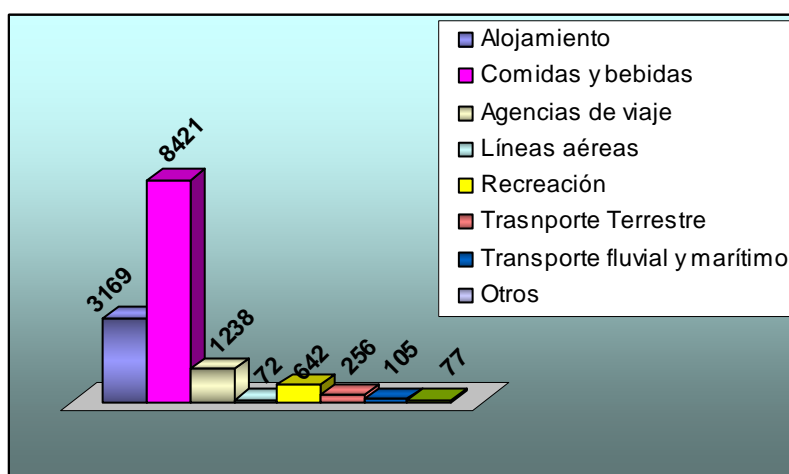 Alojamiento
Comidas y bebidas
Agencias de viaje
Líneas aéreas
Recreación
Trasnporte Terrestre
Transporte fluvial y marítimo
Otros
3169
8421
1238
72
642
256
105
77